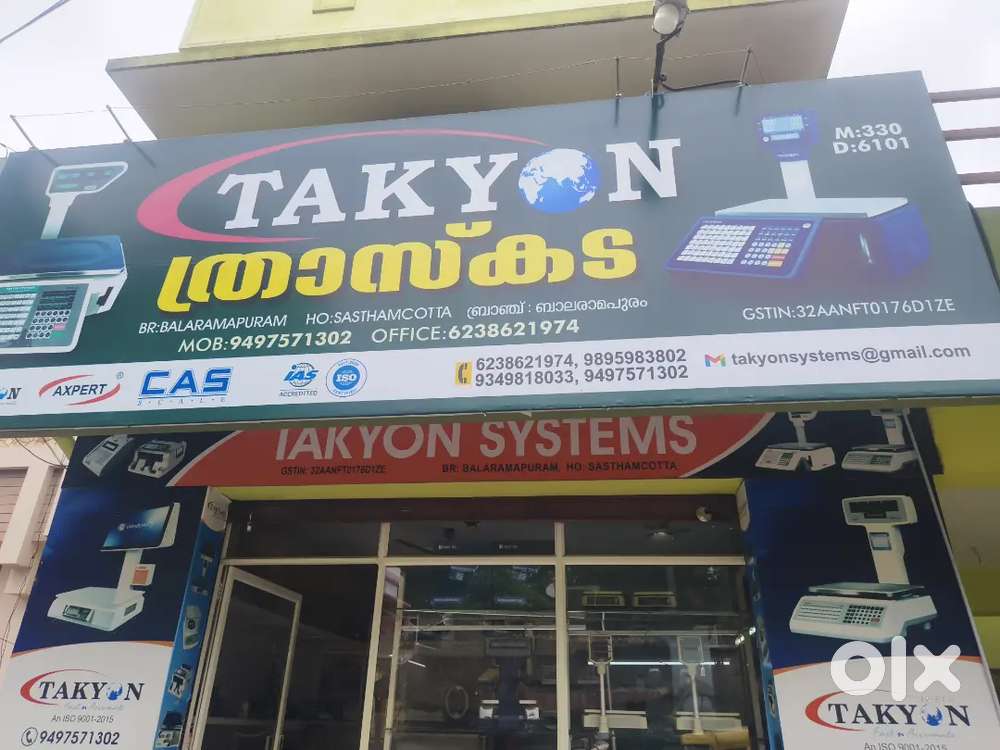 TAKYON
M:330
D:6101
ത്രാസ്കട
BR:BALARAMAPURAM HO:SASTHAMCOTTA ബ്രാഞ്ച് : ബാലരാമപുരം
GSTIN:32AANFT0176D1ZE
MOB:9497571302 OFFICE:6238621974
AXPERT
CAS
SCALE
IAS
ACCREDITED
ISO
6238621974, 9895983802
9349818033, 9497571302
takyonsystems@gmail.com
TAKYON SYSTEMS
GSTIN: 32AANFT0176D1ZE BR: BALARAMAPURAM, HO: SASTHAMCOTTA
TAKYON
An ISO 9001-2015
9497571302
TAKYON
An ISO 9001-2015
olx